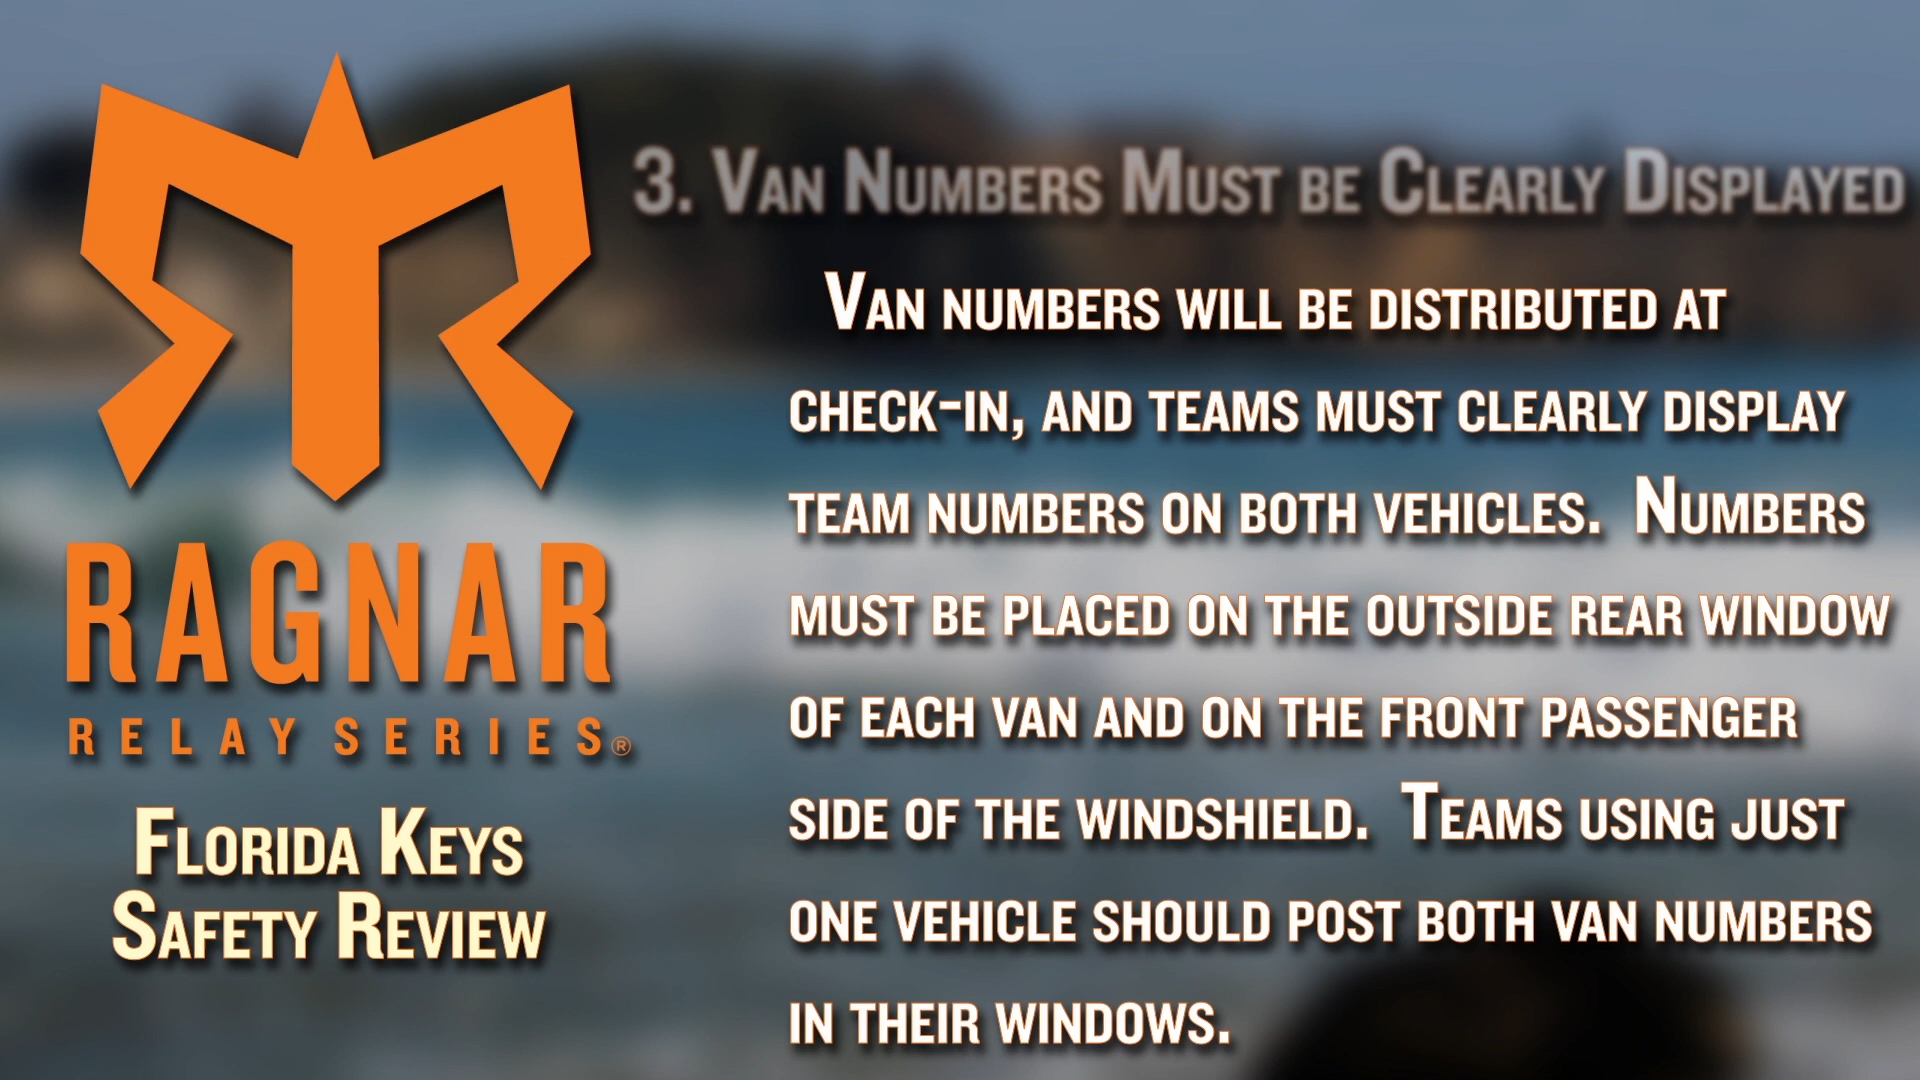 RAGNAR
RELAY SERIES®
Florida Keys
Safety Review
3. Van Numbers Must be Clearly Displayed
Van numbers will be distributed at
check-in, and teams must clearly display
team numbers on both vehicles. Numbers
must be placed on the outside rear window
of each van and on the front passenger
side of the windshield. Teams using just
one vehicle should post both van numbers
in their windows.